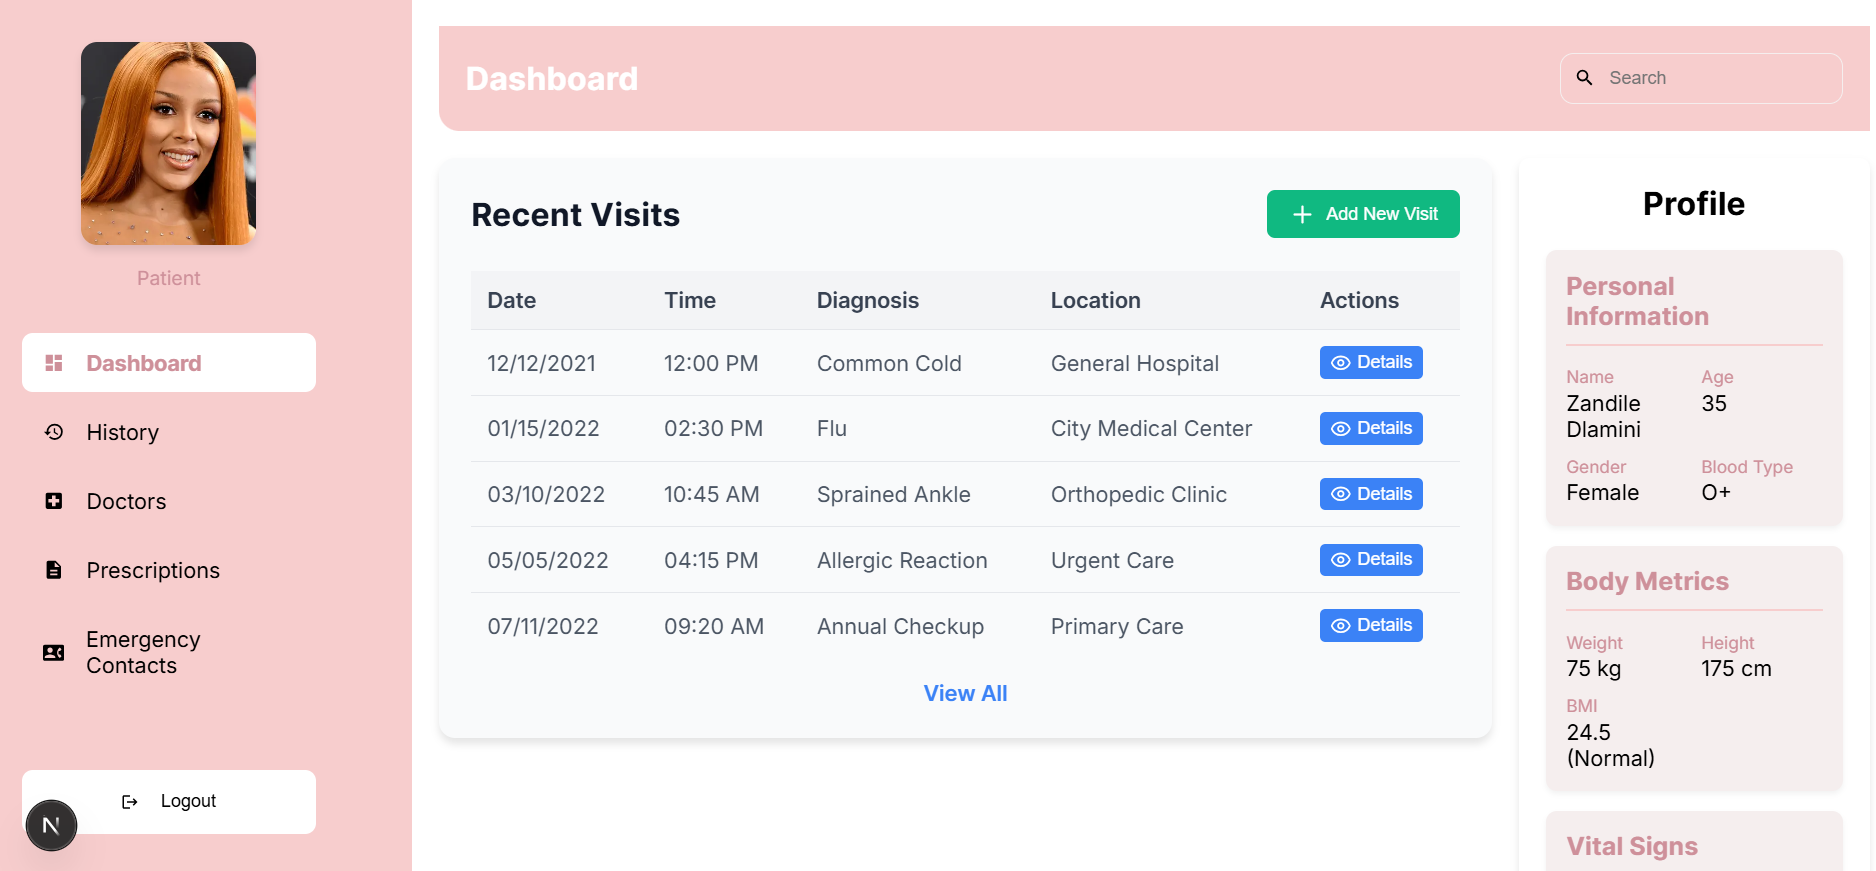 Patient
Dashboard
History
Doctors
Prescriptions
Emergency
Contacts
Logout
N
Dashboard
Search
Recent Visits
Add New Visit
Date Time Diagnosis Location Actions
12/12/2021 12:00 PM Common Cold General Hospital Details
01/15/2022 02:30 PM Flu City Medical Center Details
03/10/2022 10:45 AM Sprained Ankle Orthopedic Clinic Details
05/05/2022 04:15 PM Allergic Reaction Urgent Care Details
07/11/2022 09:20 AM Annual Checkup Primary Care Details
View All
Profile
Personal
Information
Name Age
Zandile 35
Dlamini
Gender Blood Type
Female O+
Body Metrics
Weight Height
75 kg 175 cm
BMI
24.5
(Normal)
Vital Signs